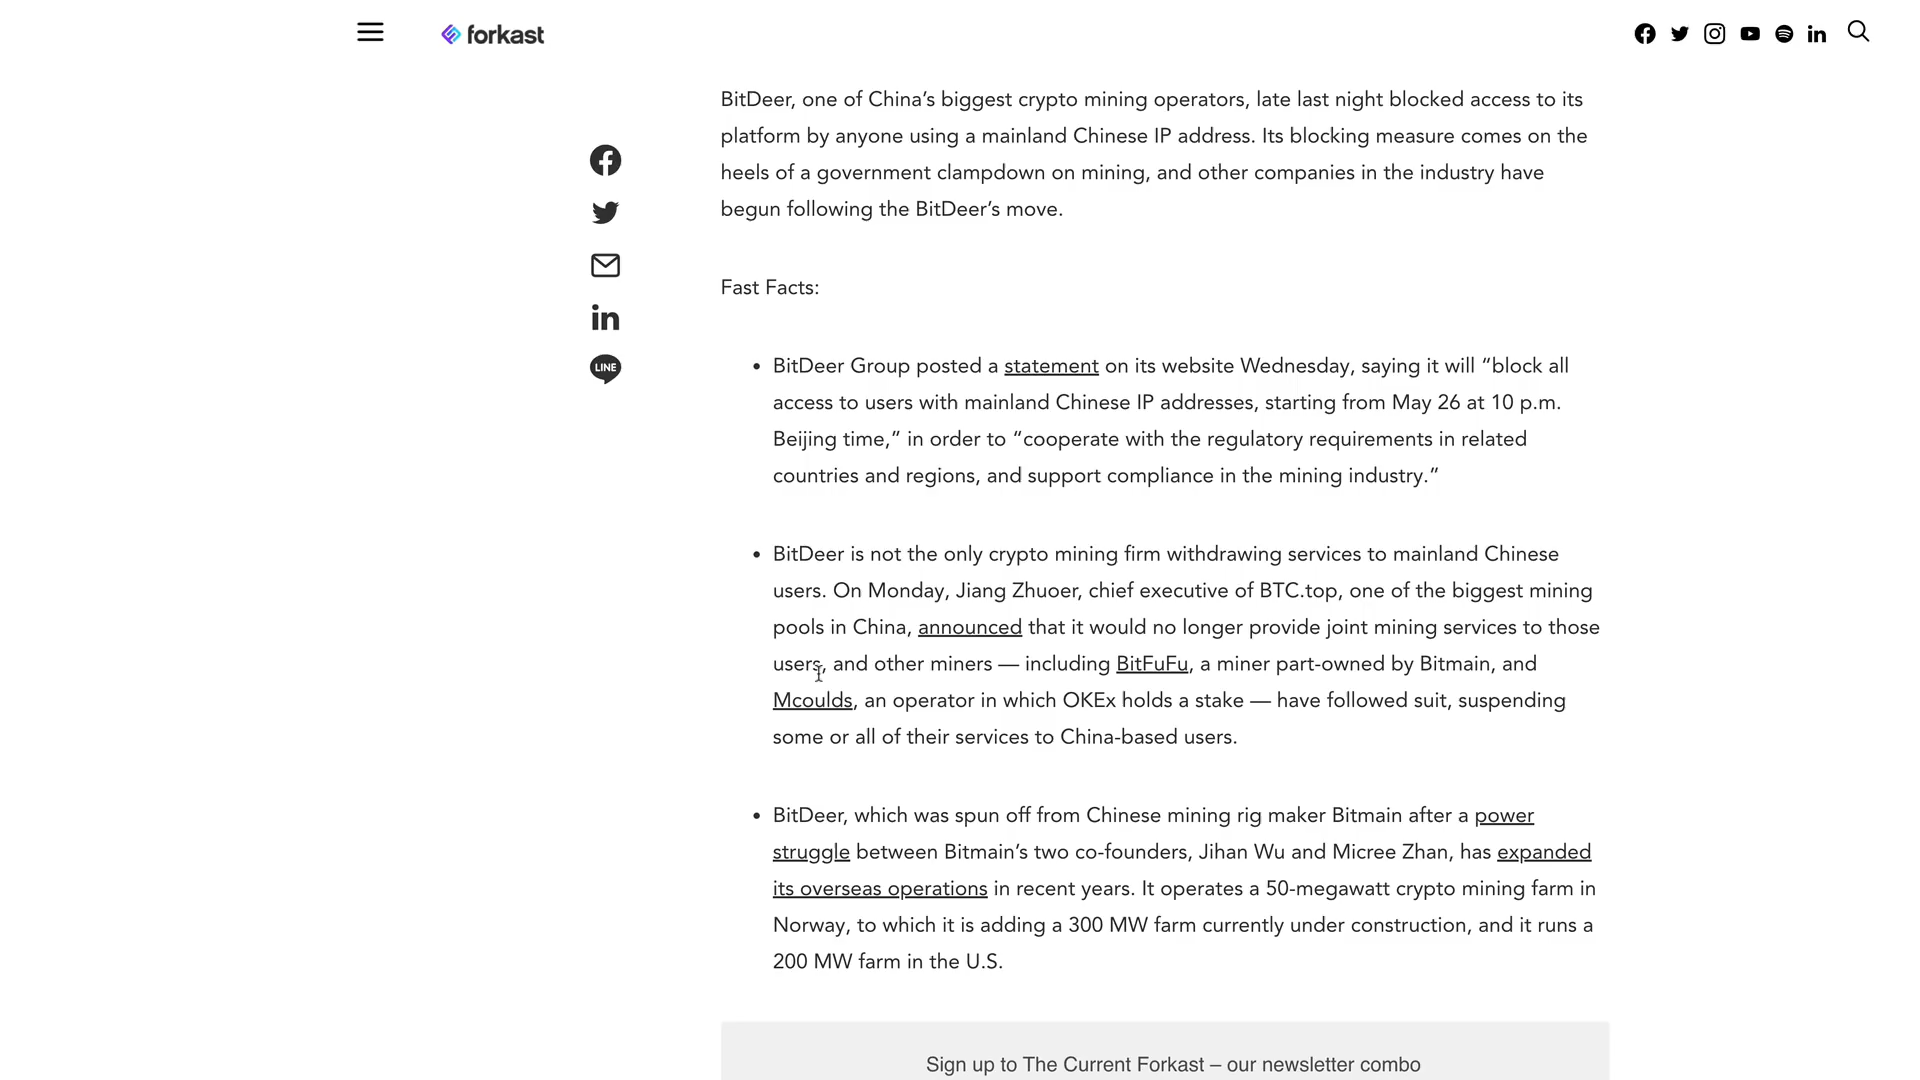 forkast
BitDeer, one of China’s biggest crypto mining operators, late last night blocked access to its
platform by anyone using a mainland Chinese IP address. Its blocking measure comes on the
heels of a government clampdown on mining, and other companies in the industry have
begun following the BitDeer’s move.
Fast Facts:
LINE
• BitDeer Group posted a statement on its website Wednesday, saying it will “block all
access to users with mainland Chinese IP addresses, starting from May 26 at 10 p.m.
Beijing time,” in order to “cooperate with the regulatory requirements in related
countries and regions, and support compliance in the mining industry.”
• BitDeer is not the only crypto mining firm withdrawing services to mainland Chinese
users. On Monday, Jiang Zhuoer, chief executive of BTC.top, one of the biggest mining
pools in China, announced that it would no longer provide joint mining services to those
users, and other miners — including BitFuFu, a miner part-owned by Bitmain, and
Mcoulds, an operator in which OKEx holds a stake — have followed suit, suspending
some or all of their services to China-based users.
• BitDeer, which was spun off from Chinese mining rig maker Bitmain after a power
struggle between Bitmain’s two co-founders, Jihan Wu and Micree Zhan, has expanded
its overseas operations in recent years. It operates a 50-megawatt crypto mining farm in
Norway, to which it is adding a 300 MW farm currently under construction, and it runs a
200 MW farm in the U.S.
Sign up to The Current Forkast – our newsletter combo